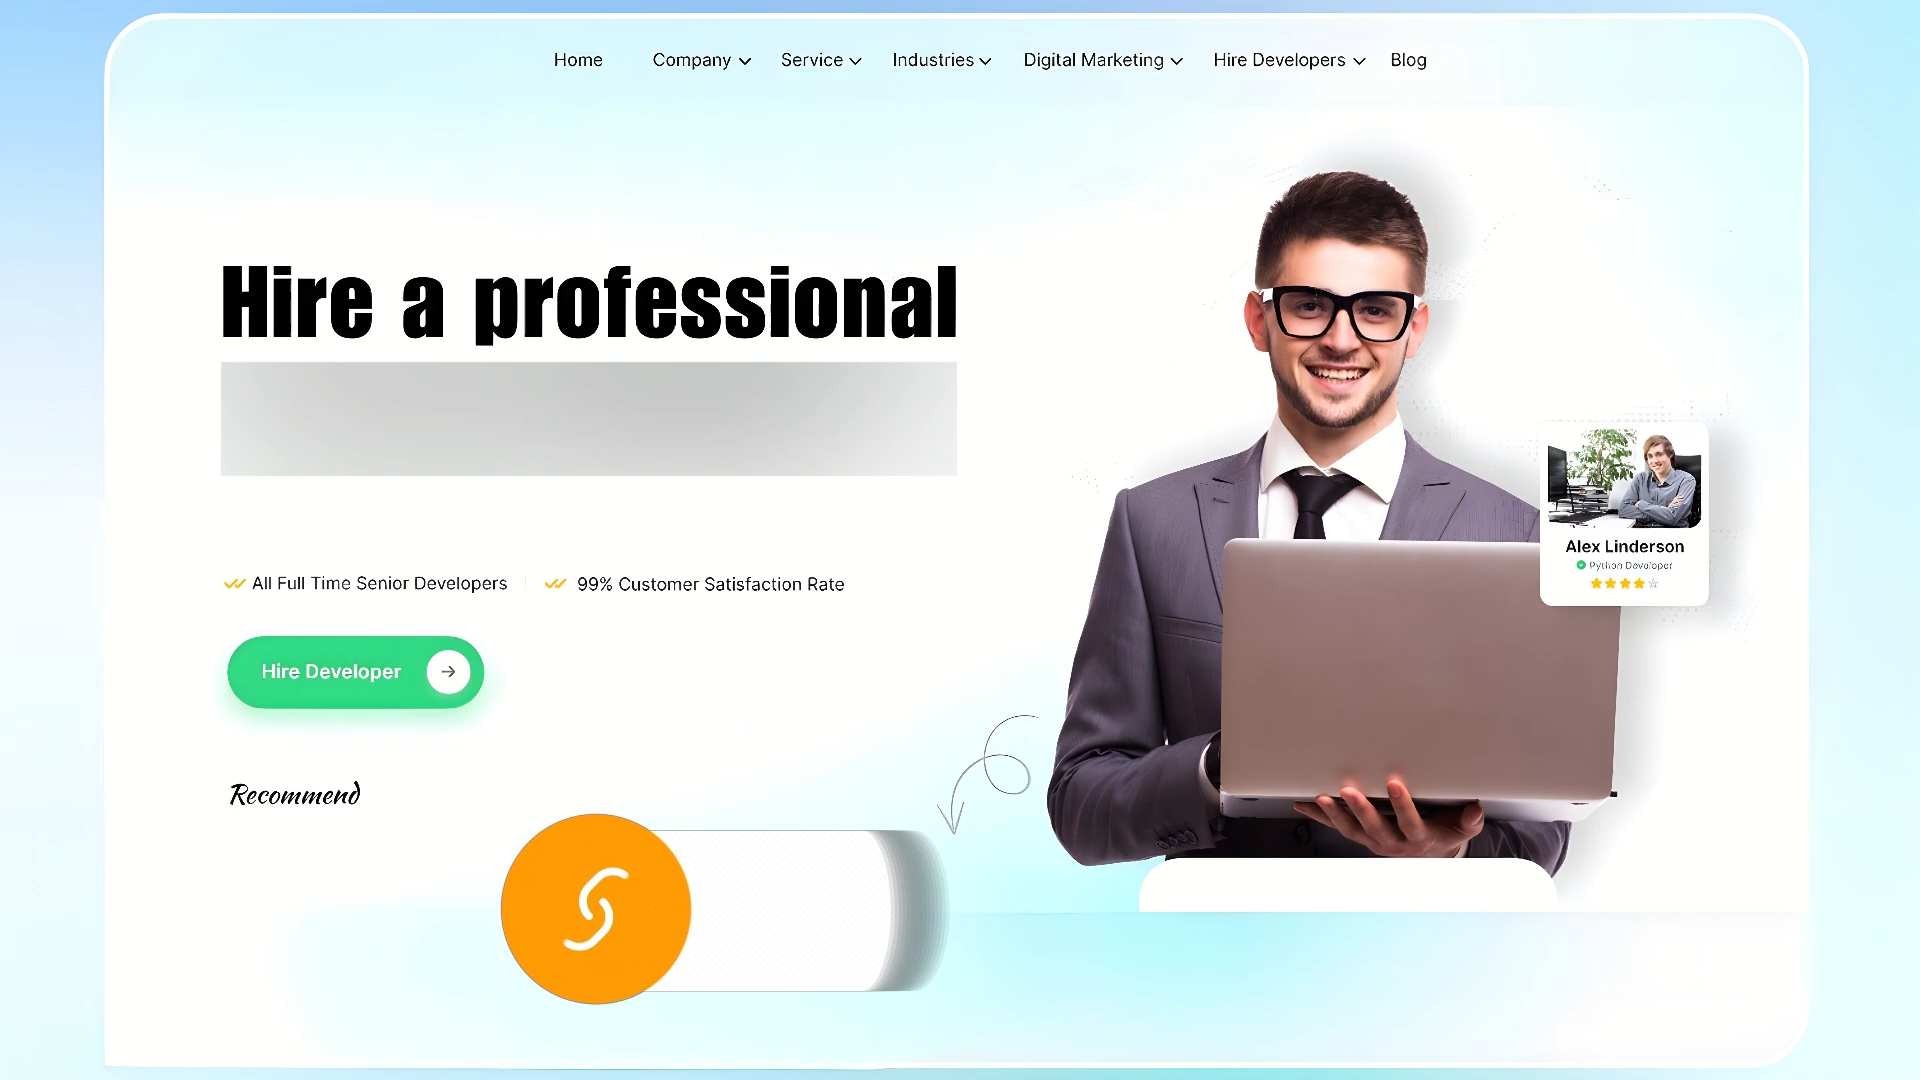 Home Company Service Industries Digital Marketing Hire Developers Blog
Hire a professional
All Full Time Senior Developers 99% Customer Satisfaction Rate
Hire Developer
Recommend
Alex Linderson
Python Developer